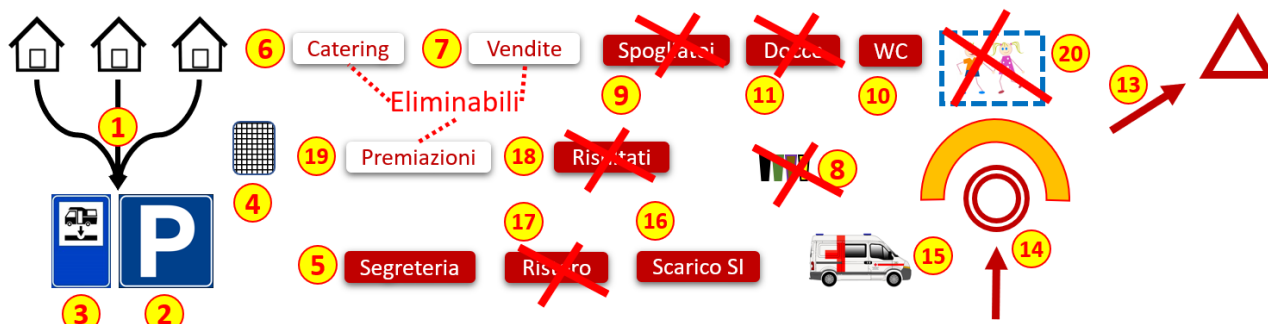 6 Catering 7 Vendite Spogliatoi Docce WC 20
13
9 11 10
Eliminabili
1
19 Premiazioni 18 Risultati 8
4
17 16
P
5 Segreteria Ristoro Scarico SI 15 14
3 2